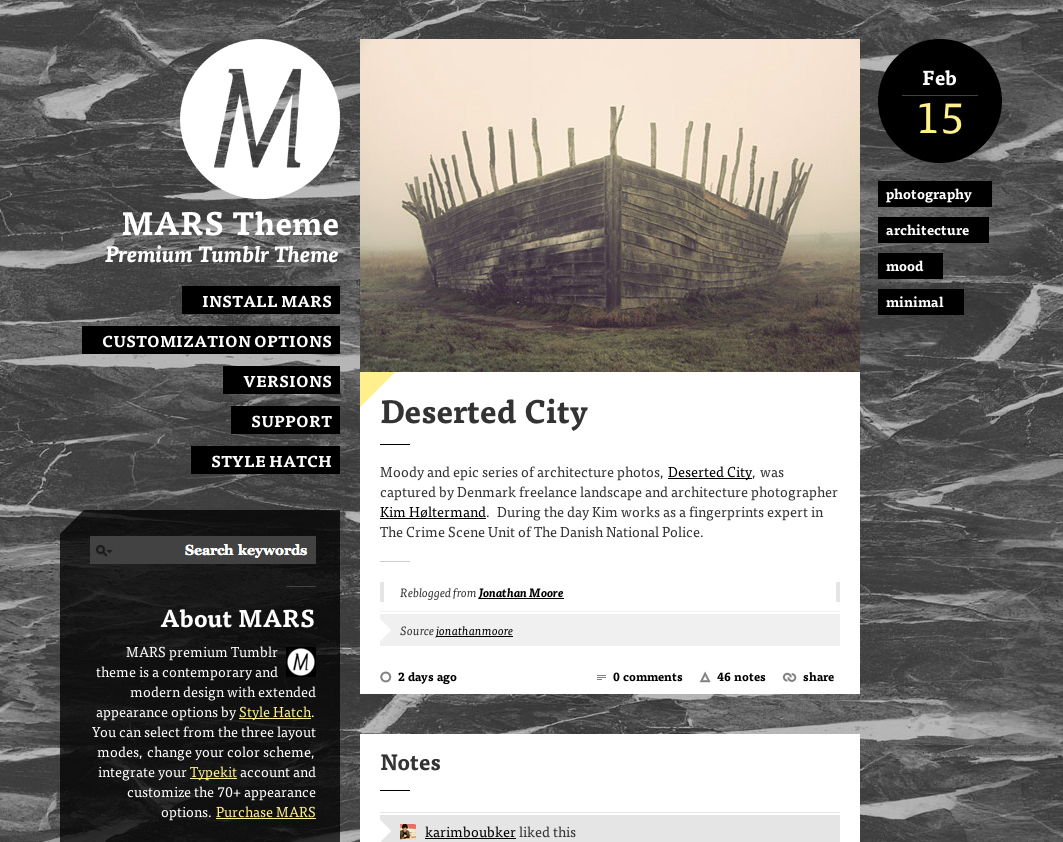 M
MARS Theme
Premium Tumblr Theme
INSTALL MARS
CUSTOMIZATION OPTIONS
VERSIONS
SUPPORT
STYLE HATCH
Search keywords
About MARS
MARS premium Tumblr
theme is a contemporary and
modern design with extended
appearance options by Style Hatch.
You can select from the three layout
modes, change your color scheme,
integrate your Typekit account and
customize the 70+ appearance
options. Purchase MARS
M
Deserted City
Moody and epic series of architecture photos, Deserted City, was
captured by Denmark freelance landscape and architecture photographer
Kim Høltermand. During the day Kim works as a fingerprints expert in
The Crime Scene Unit of The Danish National Police.
Reblogged from Jonathan Moore
Source jonathanmoore
2 days ago 0 comments 46 notes share
Notes
karimboubker liked this
Feb
15
photography
architecture
mood
minimal